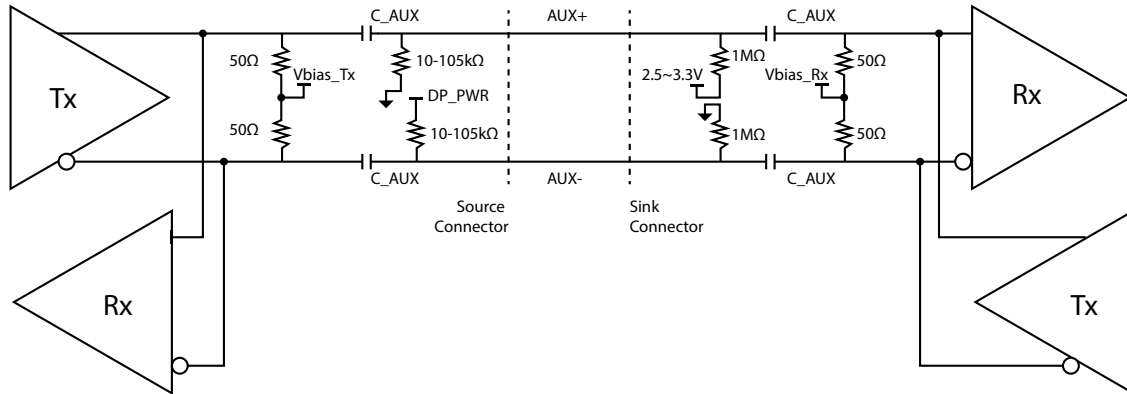 C_AUX
AUX+
C_AUX
50Ω
10-105kΩ
1MΩ
50Ω
Vbias_Tx
2.5~3.3V
Vbias_Rx
Tx
DP_PWR
Rx
50Ω
10-105kΩ
1MΩ
50Ω
C_AUX
AUX-
C_AUX
Source
Connector
Sink
Connector
Rx
Tx